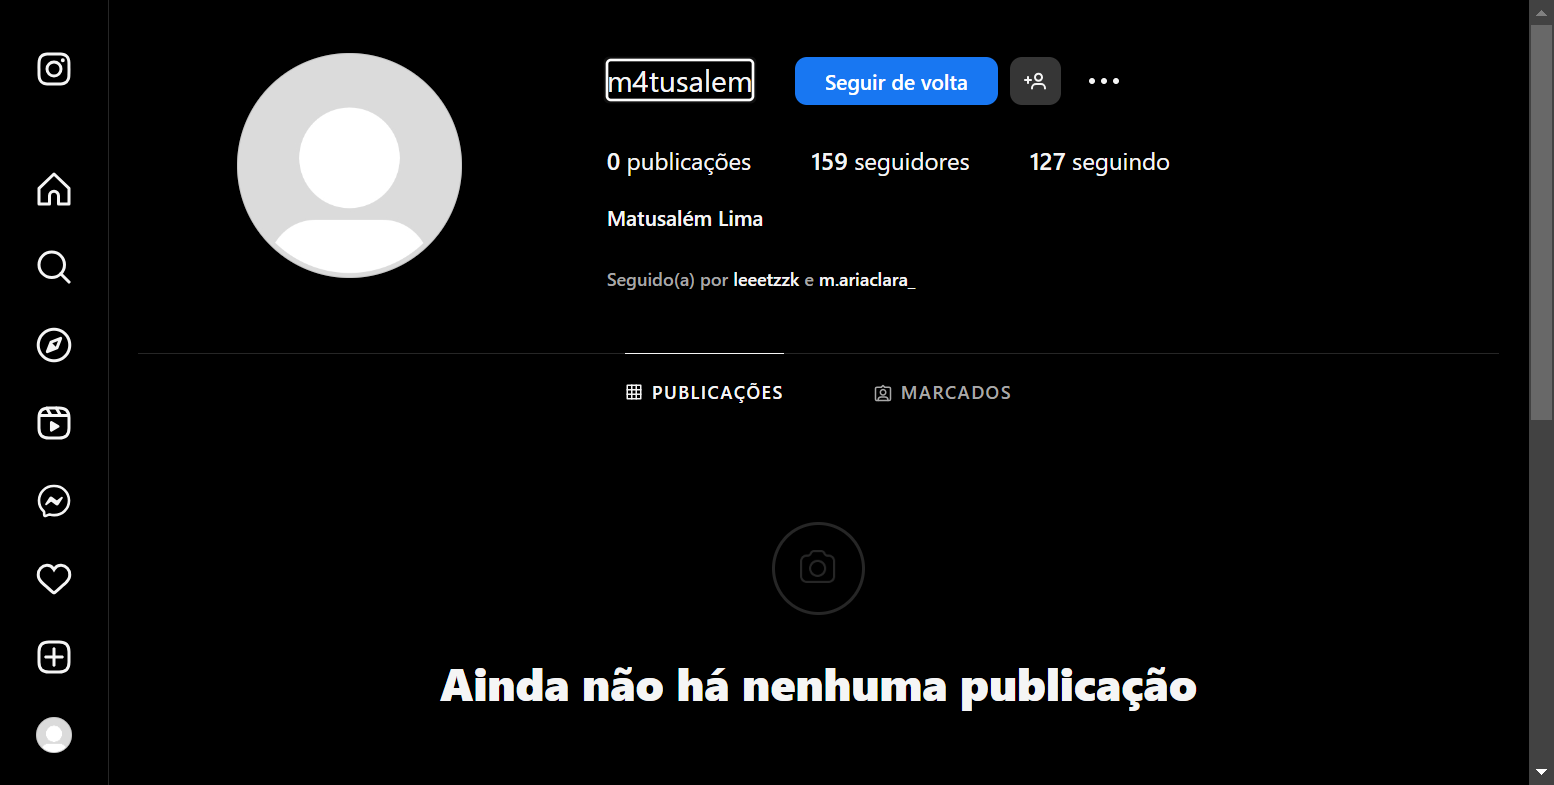 m4tusalem Seguir de volta
0 publicações 159 seguidores 127 seguindo
Matusalém Lima
Seguido(a) por leeetzzk e m.ariaclara_
PUBLICAÇÕES MARCADOS
Ainda não há nenhuma publicação